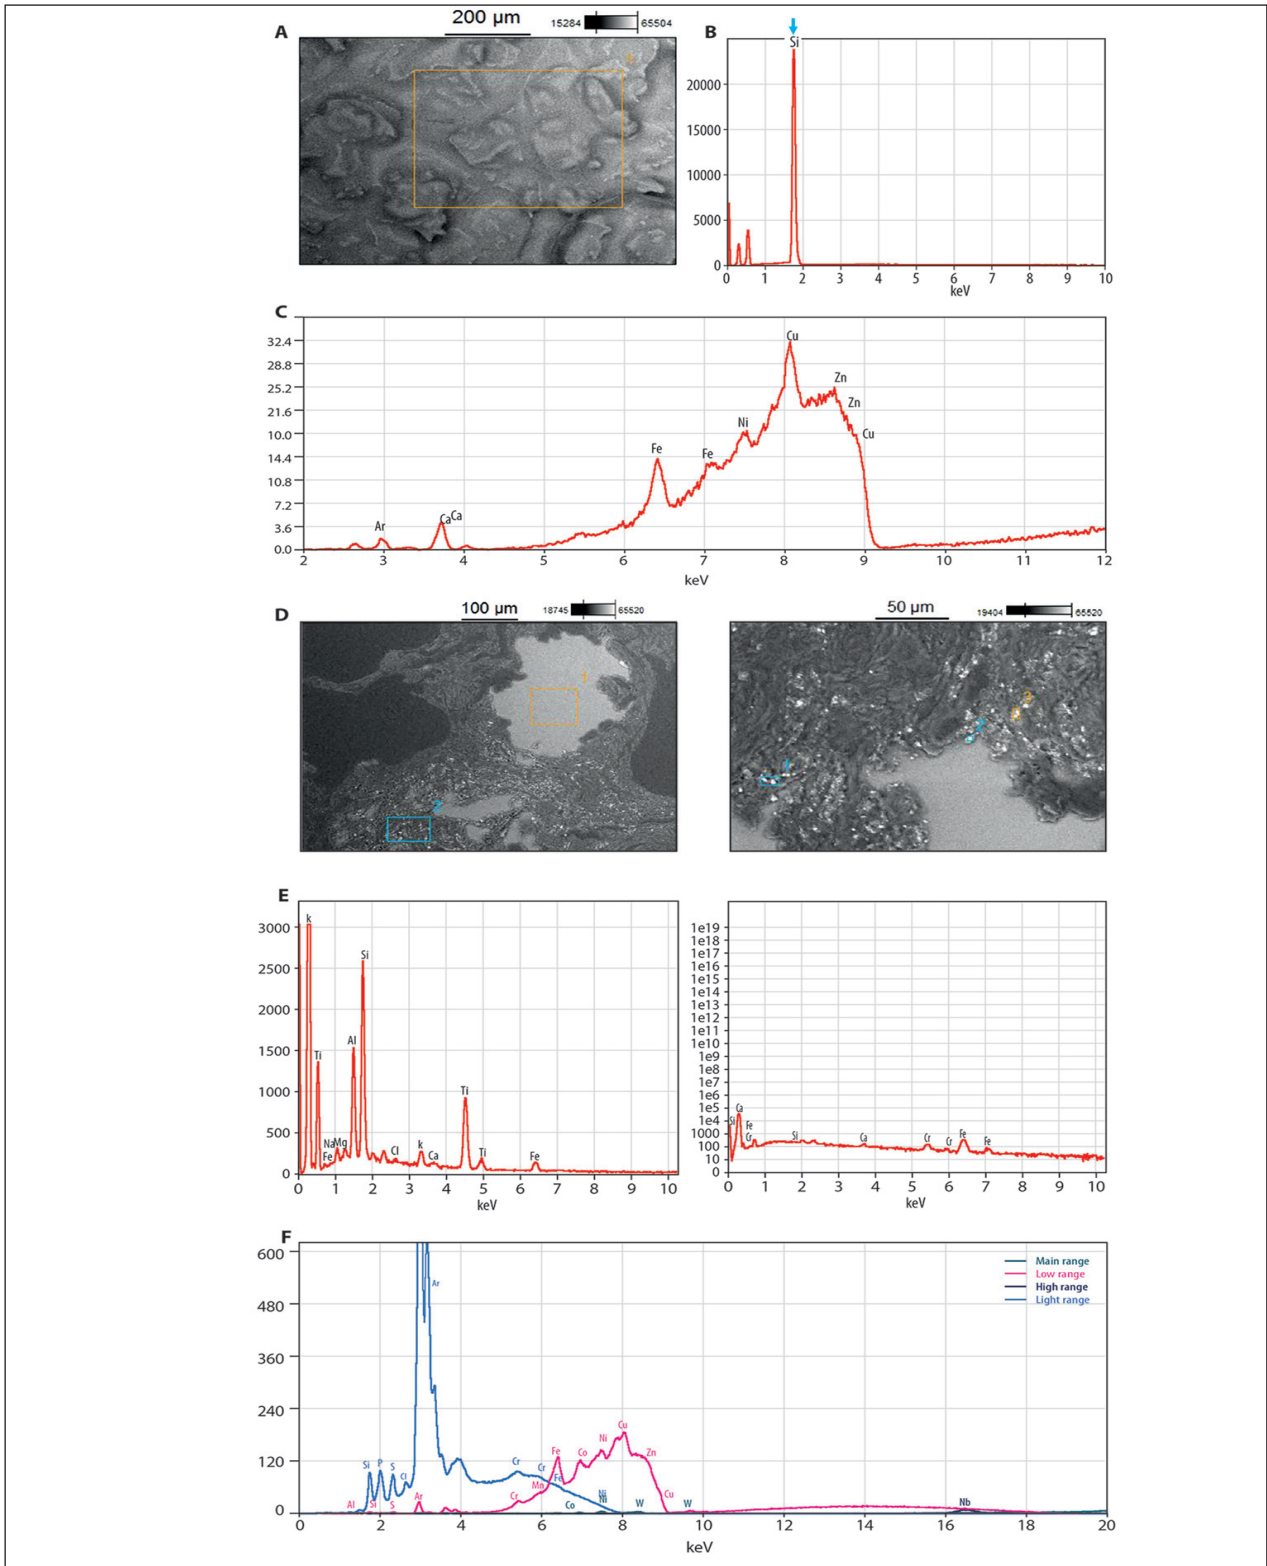 200 µm
15284 65504
A
B
Si
20000
15000
10000
5000
0
0 1 2 3 4 5 6 7 8 9 10
keV
C
32.4
28.8
25.2
21.6
10.0
14.4
10.8
7.2
3.6
0.0
Ar
Ca Ca
Fe
Fe
Ni
Cu
Zn
Zn
Cu
2 3 4 5 6 7 8 9 10 11 12
keV
D
100 µm
18745 65520
1
2
50 µm
19404 65520
1
2
3
E
3000
2500
2000
1500
1000
500
0
k
Ti
Fe
Na
Mg
Al
Si
Cl
k
Ca
Ti
Ti
Fe
0 1 2 3 4 5 6 7 8 9 10
keV
1e19
1e18
1e17
1e16
1e15
1e14
1e13
1e12
1e11
1e10
1e9
1e8
1e7
1e6
1e5
1e4
1000
100
10
0
Si
Ca
Fe
Cr
Si
Ca
Cr
Cr
Fe
Fe
0 1 2 3 4 5 6 7 8 9 10
keV
F
600
480
360
240
120
0
Main range
Low range
High range
Light range
Ar
Si
P
S
Cl
Cr
Cr
Fe
Ni
Ni
Al
Si
S
Ar
Cr
Mn
Fe
Co
Ni
Cu
Zn
Cu
Co
W
W
Nb
0 2 4 6 8 10 12 14 16 18 20
keV